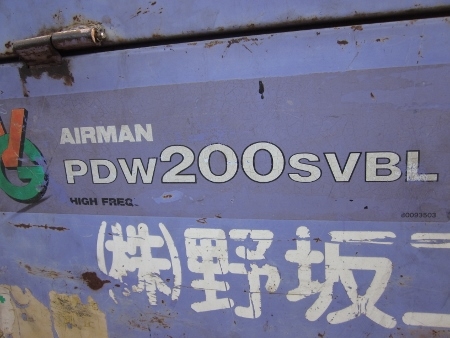 AIRMAN
PDW200SVBL
HIGH FREQ.
(株)野坂